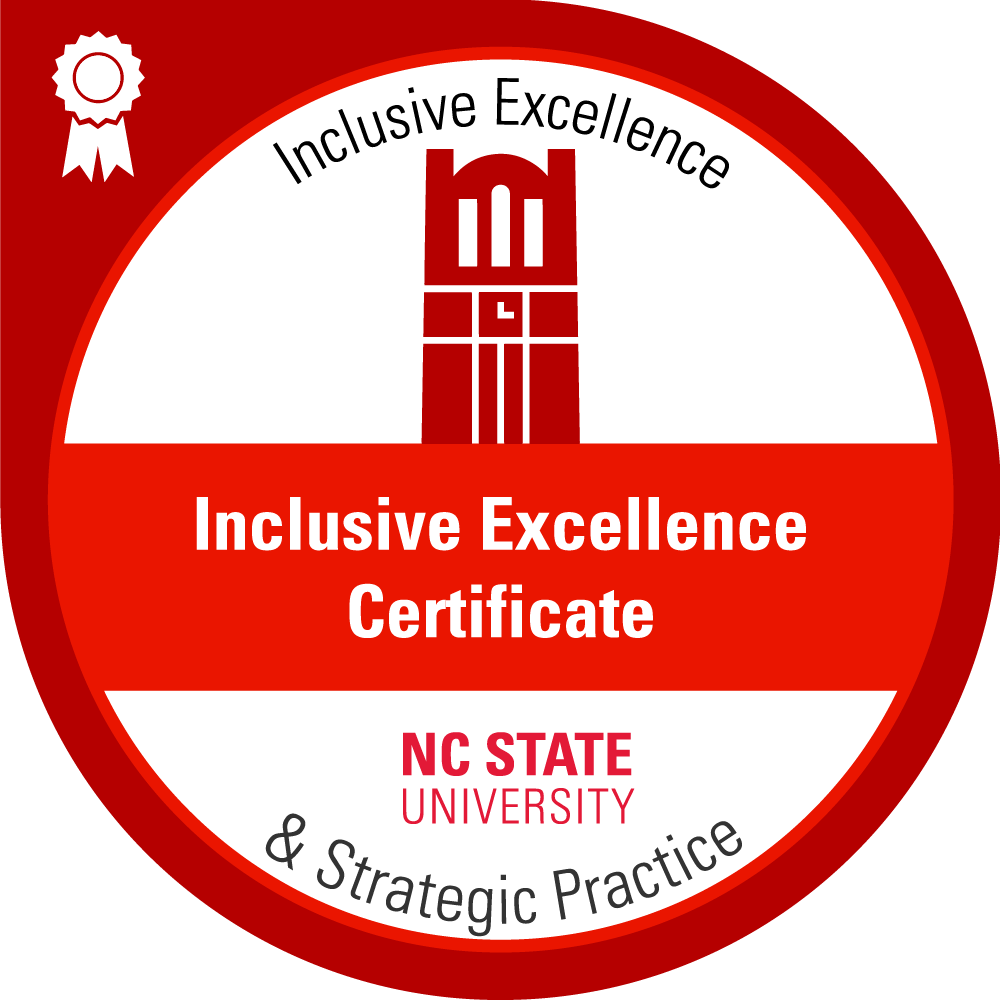 Inclusive Excellence
Inclusive Excellence
Certificate
NC STATE
UNIVERSITY
& Strategic Practice